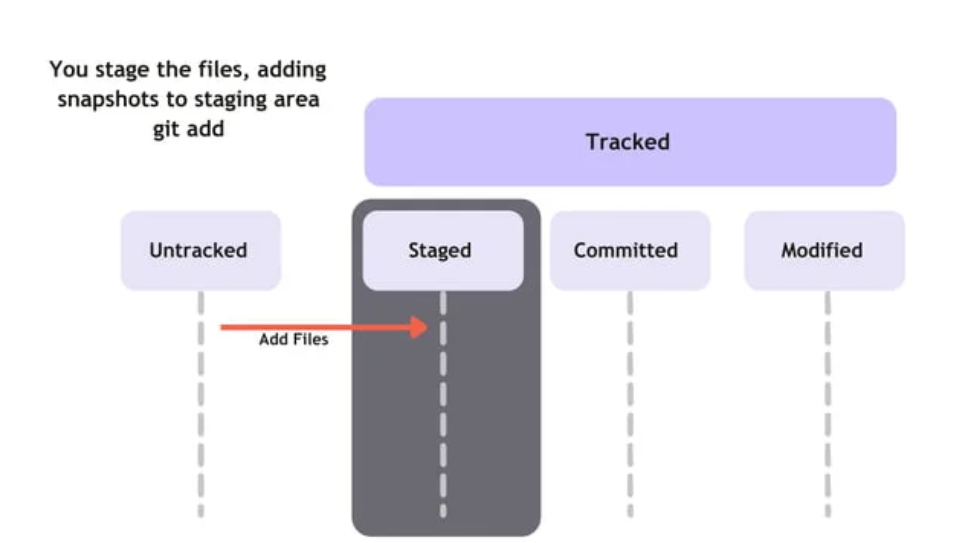 You stage the files, adding
snapshots to staging area
git add
Tracked
Untracked
Staged
Committed
Modified
Add Files